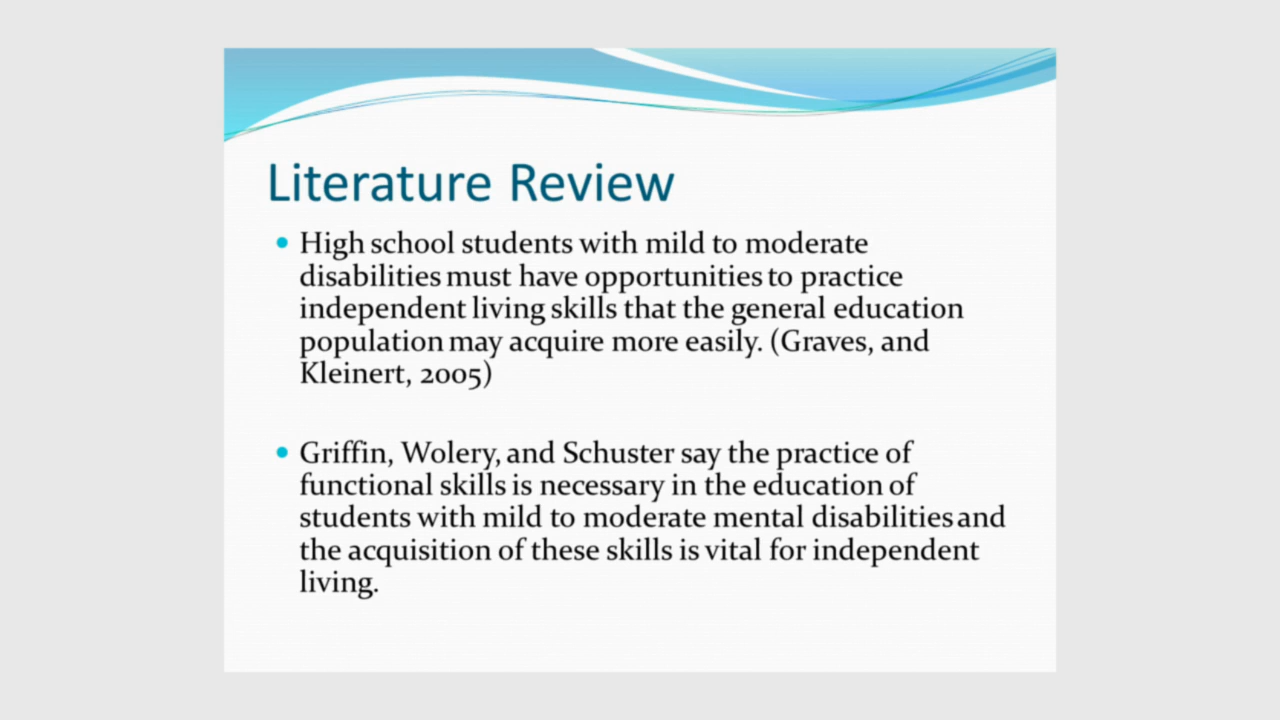 Literature Review
• High school students with mild to moderate
disabilities must have opportunities to practice
independent living skills that the general education
population may acquire more easily. (Graves, and
Kleinert, 2005)
• Griffin, Wolery, and Schuster say the practice of
functional skills is necessary in the education of
students with mild to moderate mental disabilities and
the acquisition of these skills is vital for independent
living.